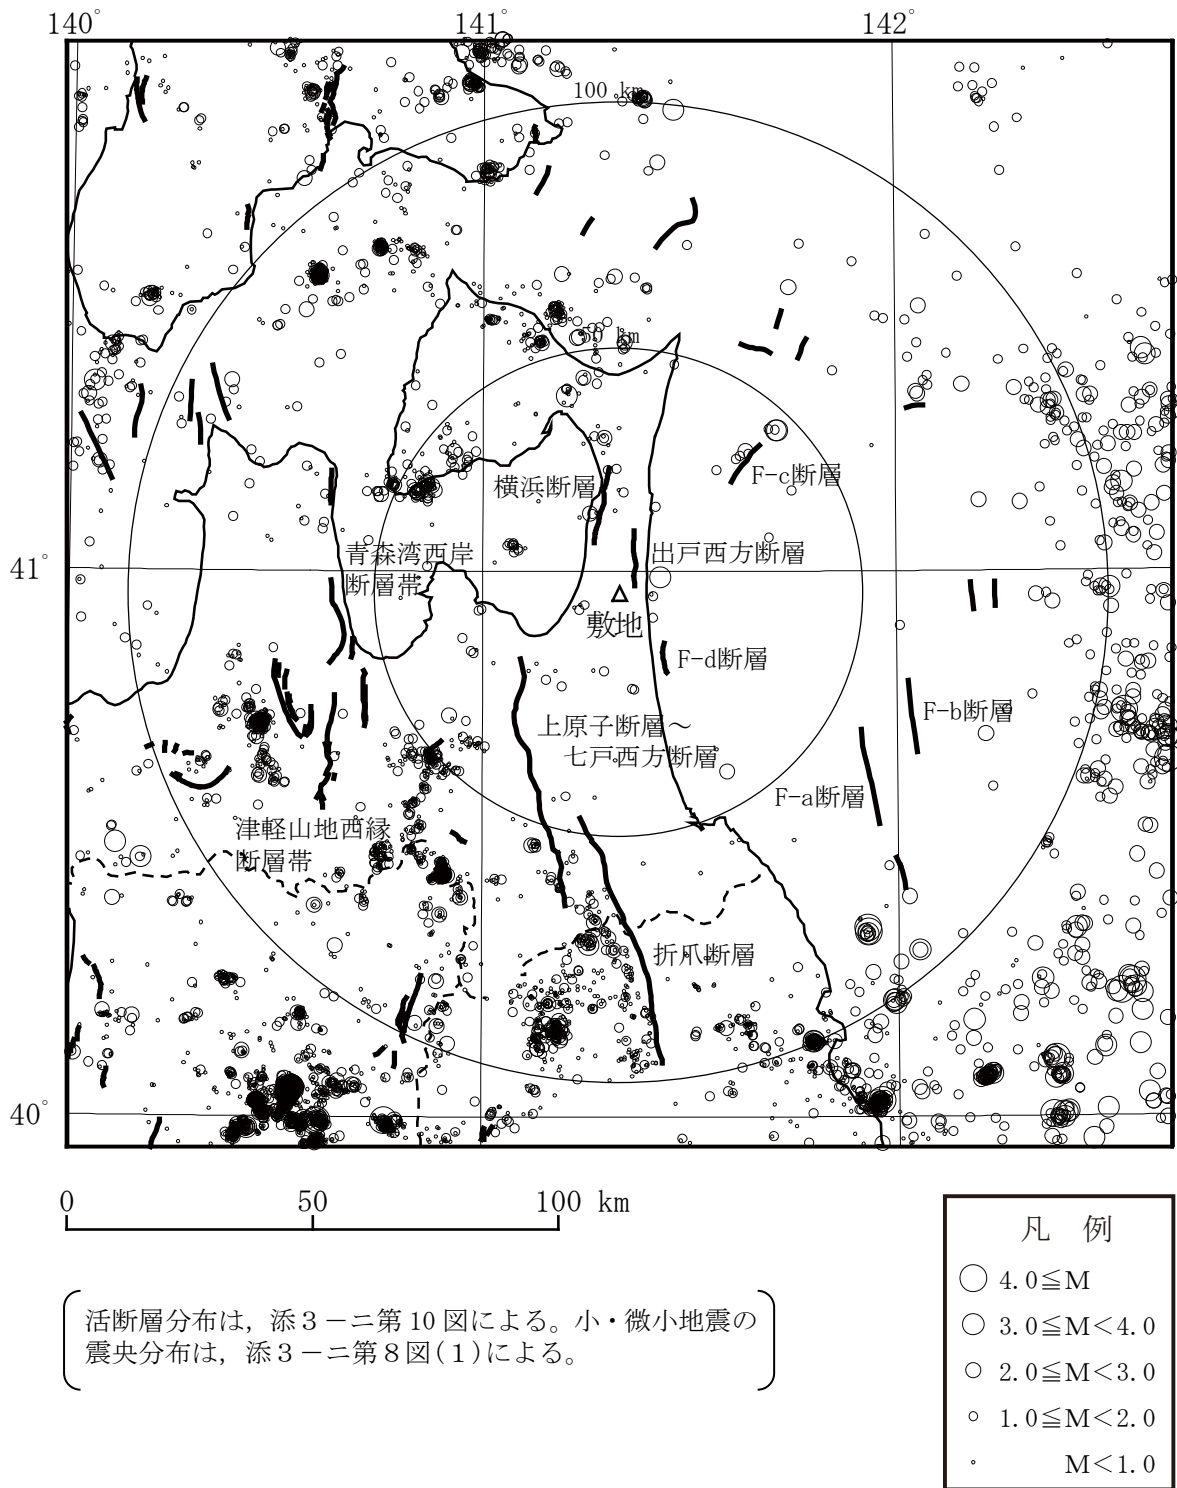 140° 141° 142°
100 km
50 km
横浜断層
F-c断層
青森湾西岸
断層帯
出戸西方断層
41°
敷地
F-d断層
F-b断層
上原子断層～
七戸西方断層
F-a断層
津軽山地西縁
断層帯
折爪断層
40°
0 50 100 km
凡 例
4.0≦M
3.0≦M＜4.0
2.0≦M＜3.0
1.0≦M＜2.0
M＜1.0
活断層分布は，添３－ニ第 10 図による。小・微小地震の
震央分布は，添３－ニ第８図(１)による。